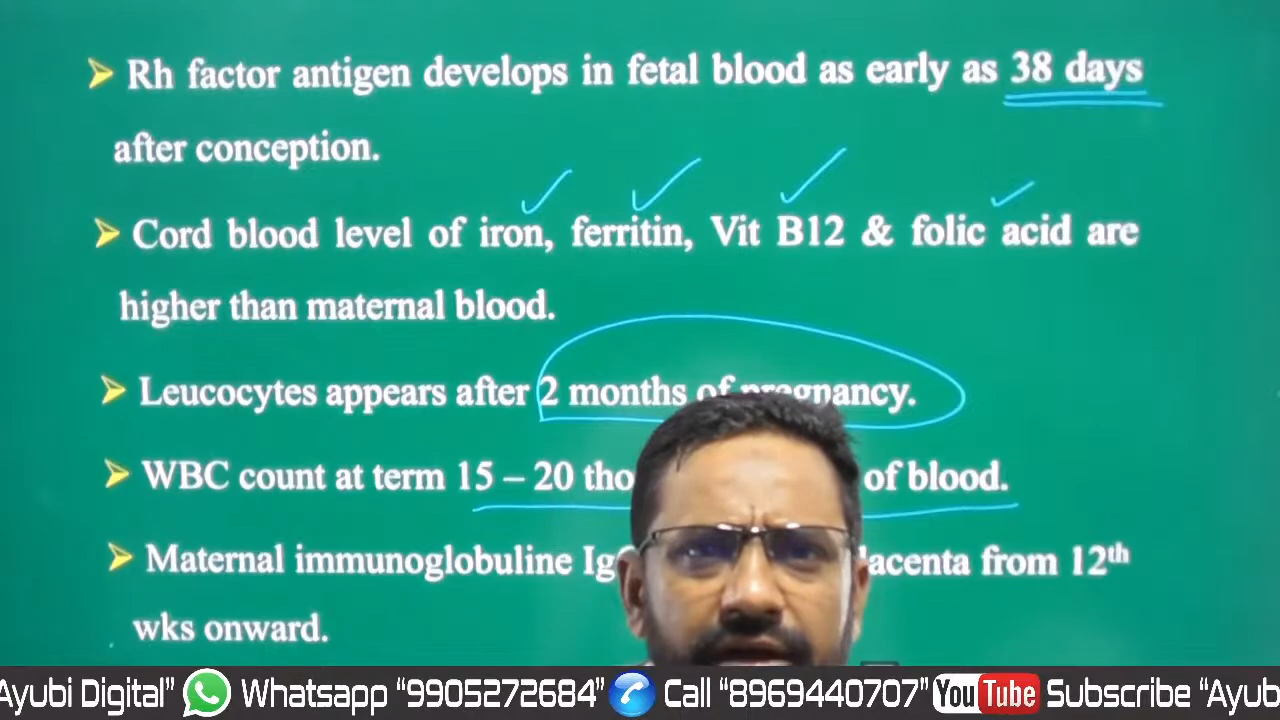 Rh factor antigen develops in fetal blood as early as 38 days
after conception.
Cord blood level of iron, ferritin, Vit B12 & folic acid are
higher than maternal blood.
Leucocytes appears after 2 months of pregnancy.
WBC count at term 15 – 20 of blood.
Maternal immunoglobuline from 12th
wks onward.
Ayubi Digital" Whatsapp "9905272684" Call "8969440707" YouTube Subscribe "Ayub